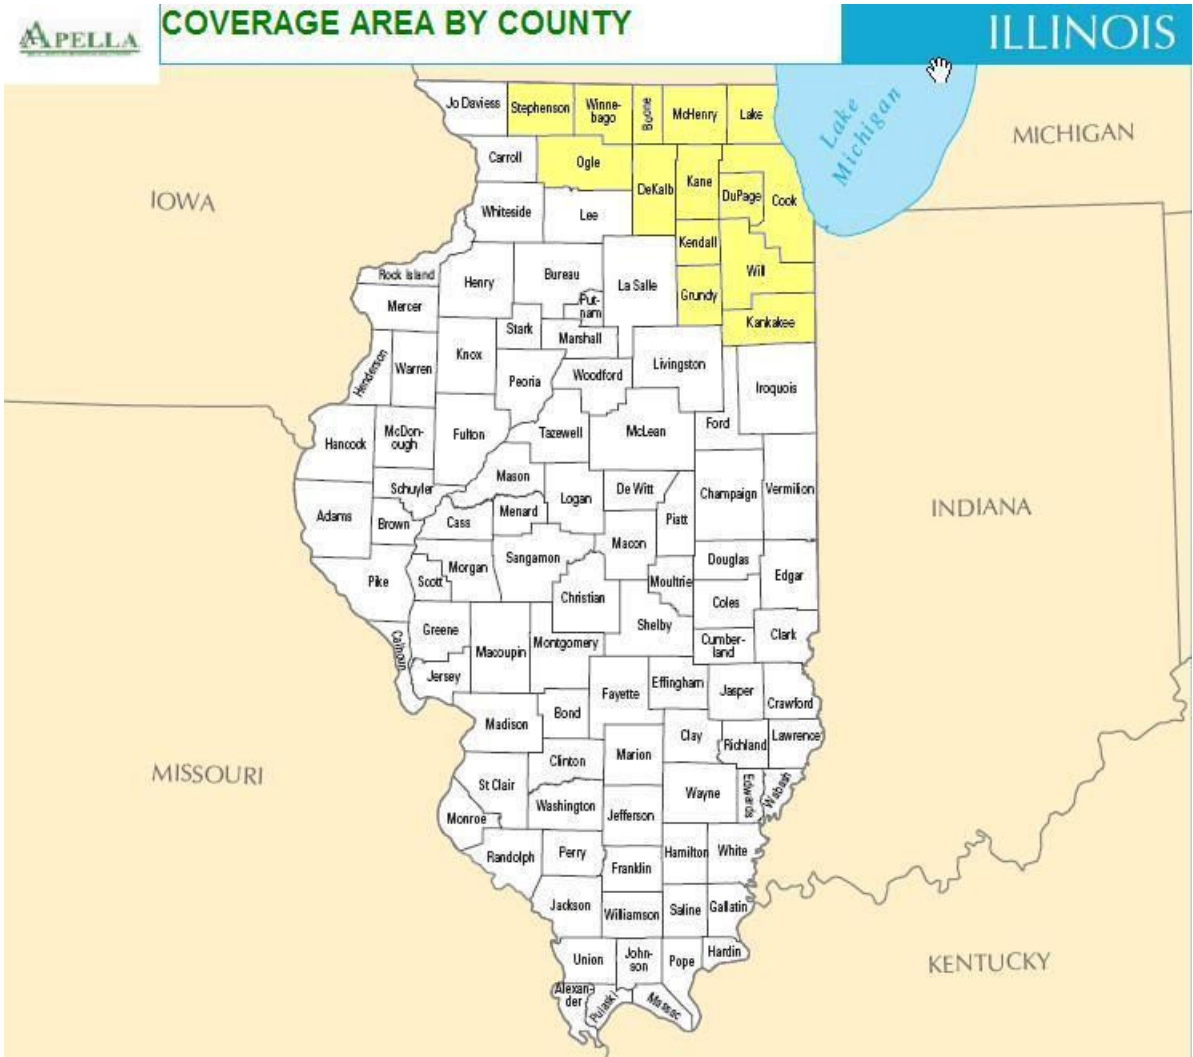 APELLA
COVERAGE AREA BY COUNTY
ILLINOIS
Lake
Michigan
MICHIGAN
IOWA
INDIANA
MISSOURI
KENTUCKY
Jo Daviess
Stephenson
Winne-
bago
Boone
McHenry
Lake
Carroll
Ogle
DeKalb
Kane
DuPage
Cook
Whiteside
Lee
Kendall
Will
Rock Island
Henry
Bureau
La Salle
Grundy
Mercer
Put-
nam
Kankakee
Stark
Marshall
Henderson
Warren
Knox
Peoria
Woodford
Livingston
Iroquois
Hancock
McDon-
ough
Fulton
Tazewell
McLean
Ford
Schuyler
Mason
Logan
De Witt
Champaign
Vermilion
Adams
Brown
Cass
Menard
Piatt
Macon
Pike
Scott
Morgan
Sangamon
Douglas
Edgar
Christian
Moultrie
Coles
Calhoun
Greene
Macoupin
Montgomery
Shelby
Cumber-
land
Clark
Jersey
Fayette
Effingham
Jasper
Crawford
Madison
Bond
Clay
Richland
Lawrence
Clinton
Marion
St Clair
Washington
Wayne
Edwards
Wabash
Monroe
Jefferson
Randolph
Perry
Franklin
Hamilton
White
Jackson
Williamson
Saline
Gallatin
Union
John-
son
Pope
Hardin
Alexan-
der
Pulaski
Massac